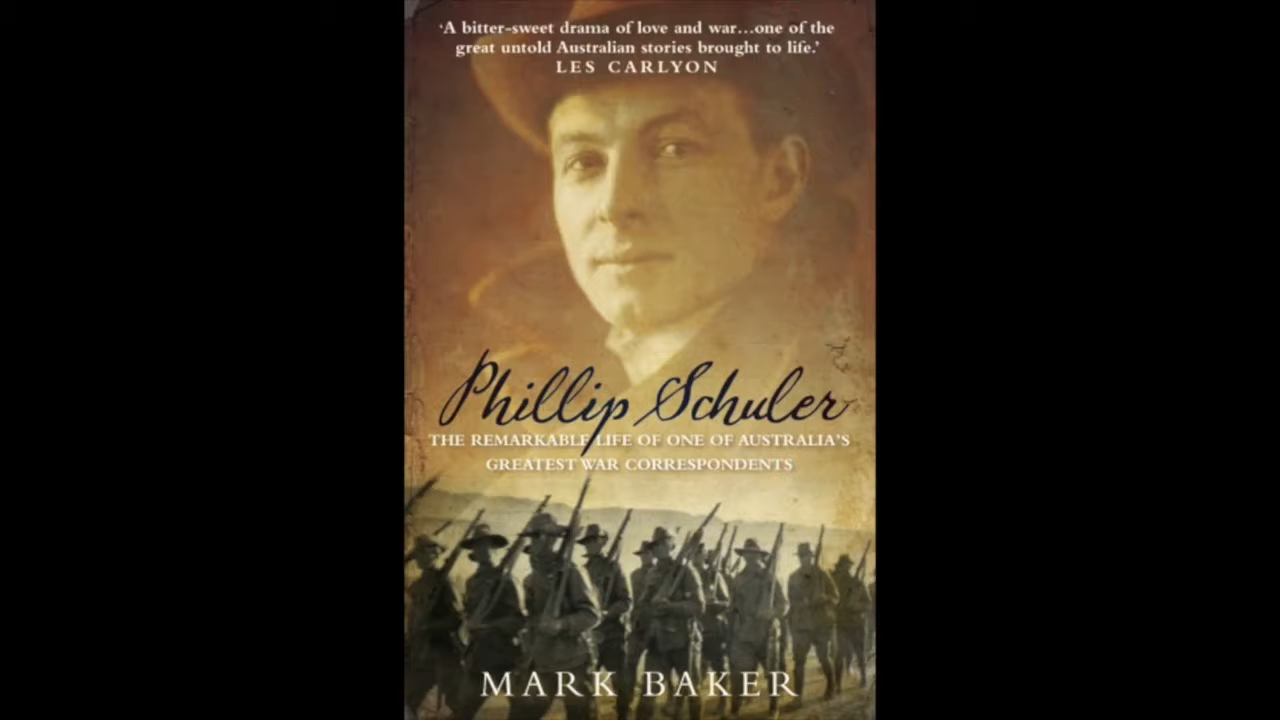 'A bitter-sweet drama of love and war...one of the
great untold Australian stories brought to life.'
LES CARLYON
Phillip Schuler
THE REMARKABLE LIFE OF ONE OF AUSTRALIA'S
GREATEST WAR CORRESPONDENTS
MARK BAKER